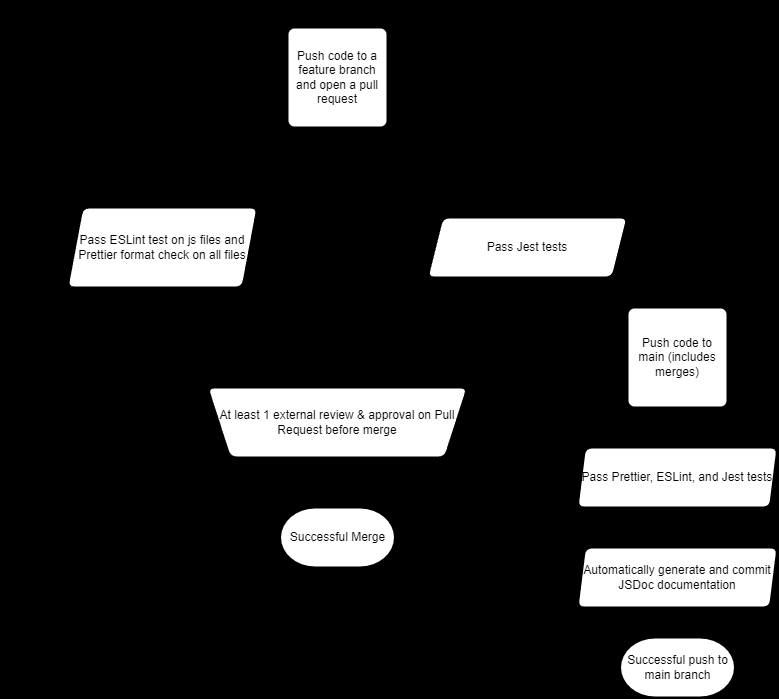 Push code to a
feature branch
and open a pull
request
Pass ESLint test on js files and
Prettier format check on all files
Pass Jest tests
Push code to
main (includes
merges)
At least 1 external review & approval on Pull
Request before merge
Pass Prettier, ESLint, and Jest tests
Successful Merge
Automatically generate and commit
JSDoc documentation
Successful push to
main branch